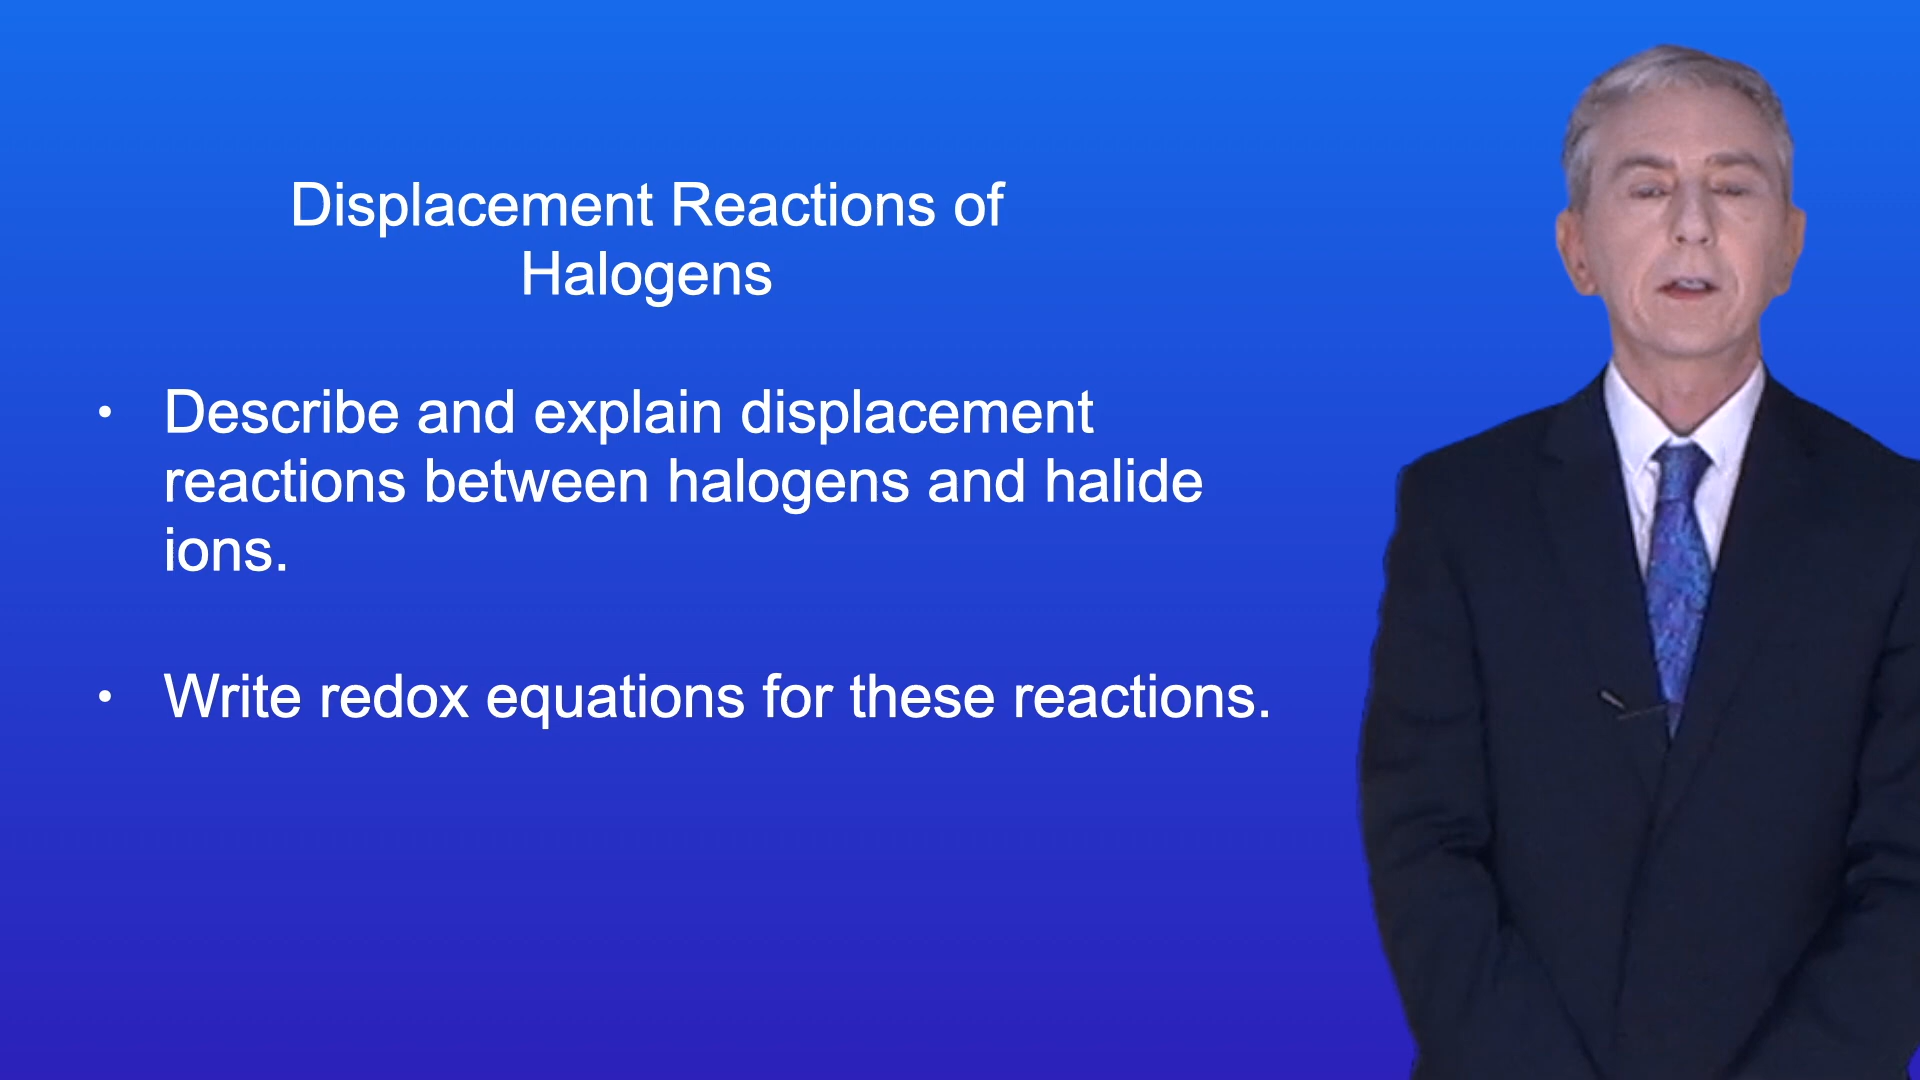 Displacement Reactions of
Halogens
• Describe and explain displacement
reactions between halogens and halide
ions.
• Write redox equations for these reactions.